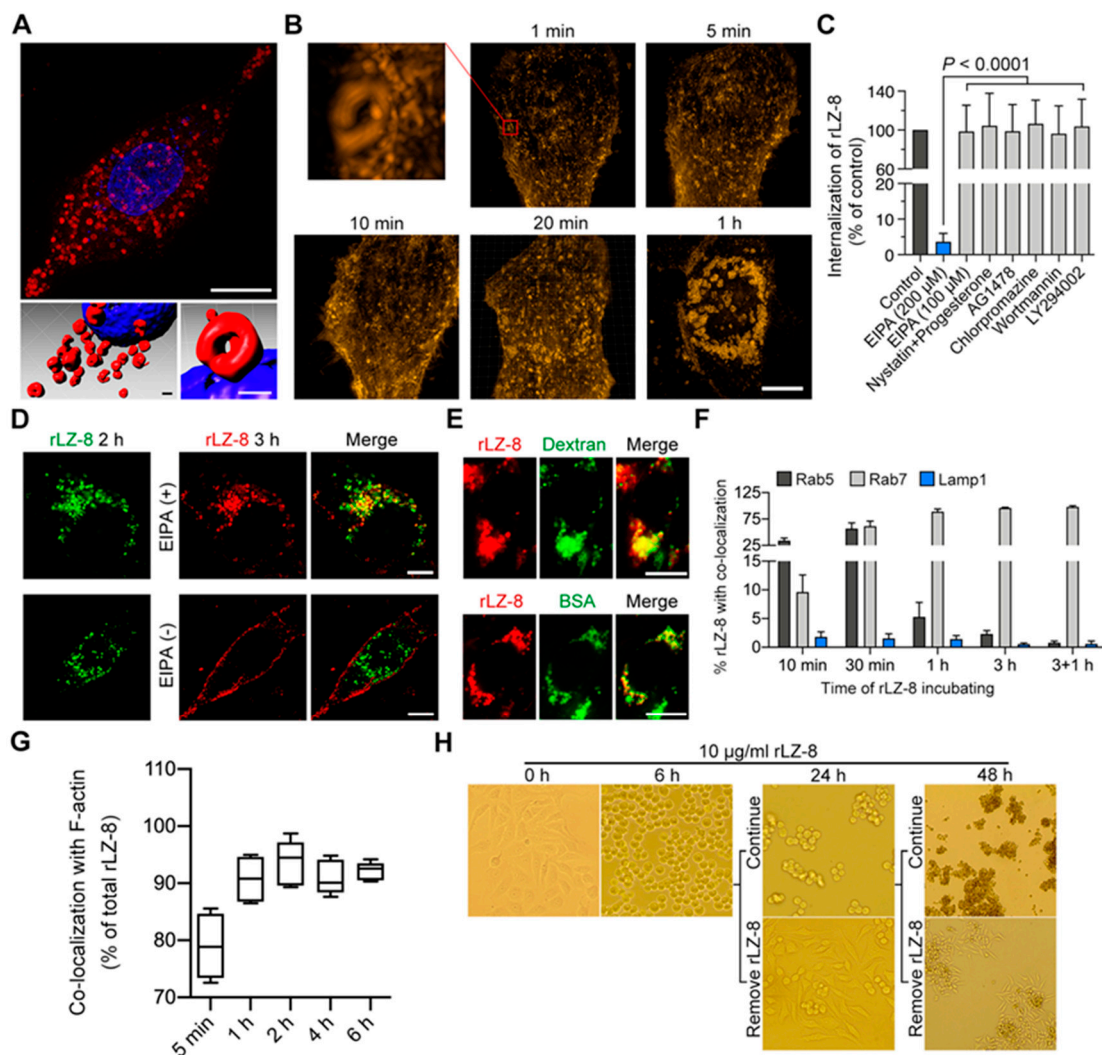 A
B
1 min
5 min
10 min
20 min
1 h
C
P < 0.0001
Internalization of rLZ-8
(% of control)
140
100
60
20
10
0
Control
EIPA (200 μM)
EIPA (100 μM)
Nystatin+Progesterone
AG1478
Chlorpromazine
Wortmannin
LY294002
D
rLZ-8 2 h
rLZ-8 3 h
Merge
EIPA (+)
EIPA (-)
E
rLZ-8
Dextran
Merge
rLZ-8
BSA
Merge
F
Rab5
Rab7
Lamp1
% rLZ-8 with co-localization
125
75
25
15
10
5
0
10 min
30 min
1 h
3 h
3+1 h
Time of rLZ-8 incubating
G
Co-localization with F-actin
(% of total rLZ-8)
110
100
90
80
70
5 min
1 h
2 h
4 h
6 h
H
10 μg/ml rLZ-8
0 h
6 h
24 h
48 h
Continue
Remove rLZ-8
Continue
Remove rLZ-8